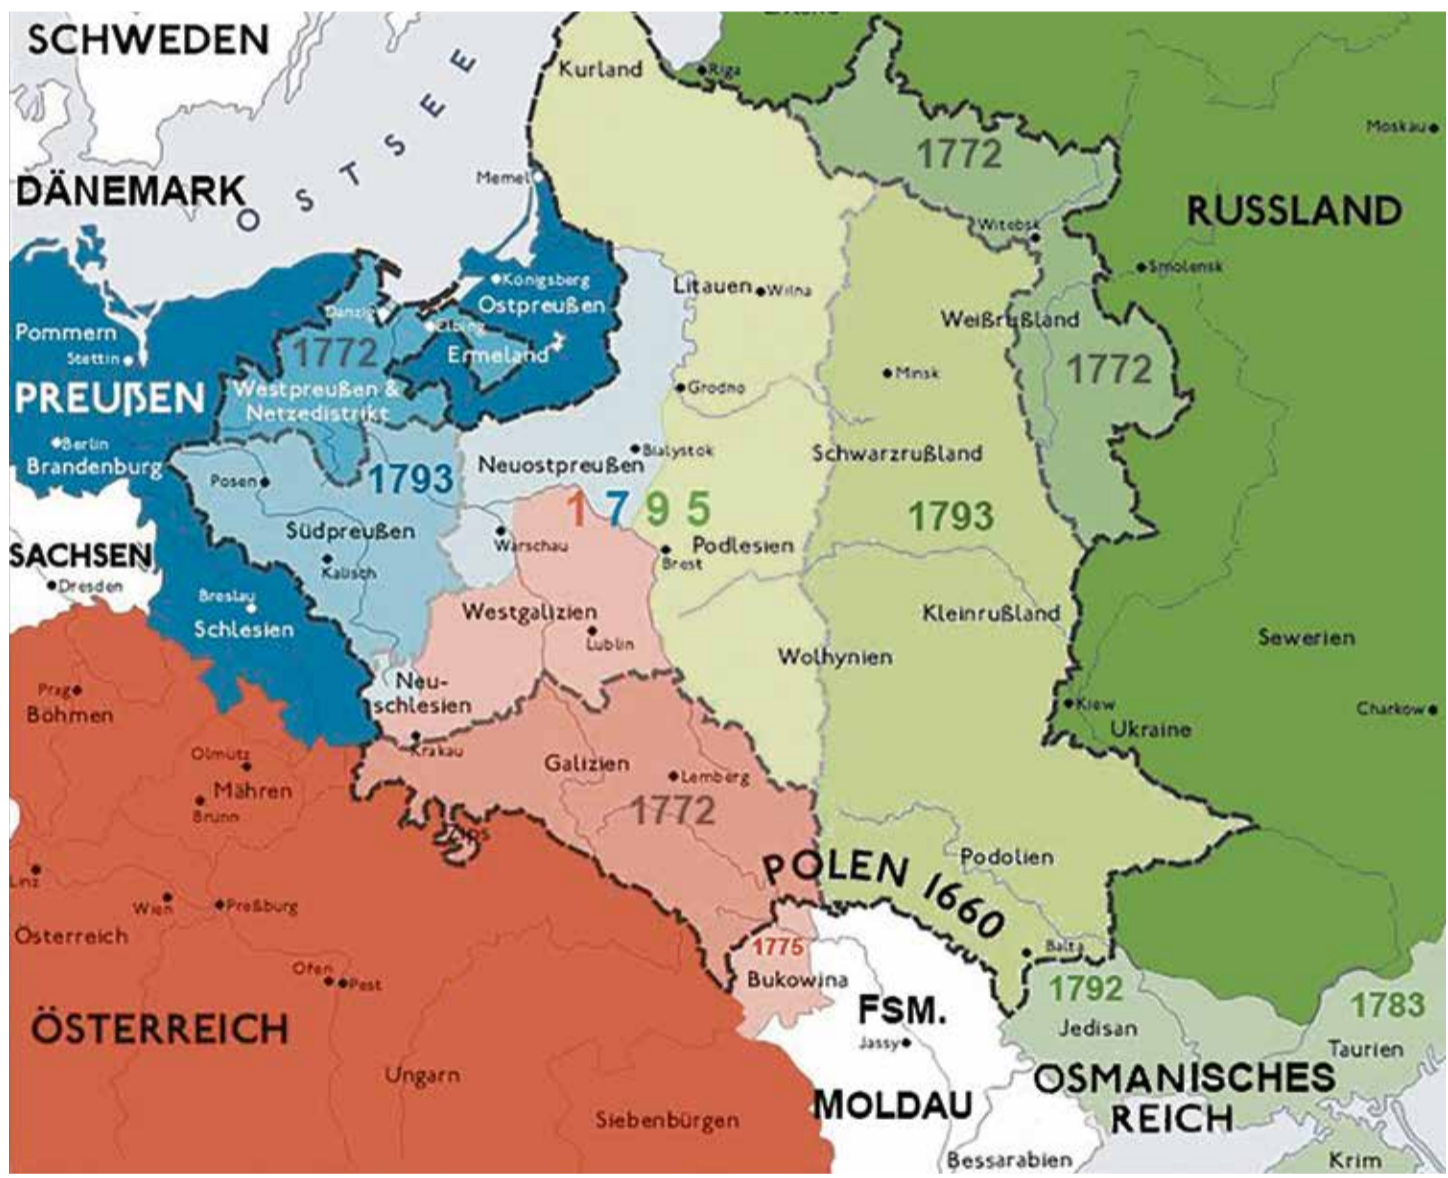 SCHWEDEN
OSTSEE
Kurland
Riga
1772
Moskau
DÄNEMARK
Memel
RUSSLAND
Witebsk
Smolensk
Königsberg
Ostpreußen
Litauen
Wilna
Weißrußland
Danzig
Elbing
Pommern
Stettin
1772
Ermeland
1772
PREUßEN
Westpreußen &
Netzedistrikt
Grodno
Minsk
Berlin
Brandenburg
1793
Neuostpreußen
Bialystok
Schwarzrußland
Posen
1795
1793
Südpreußen
Warschau
Podlesien
SACHSEN
Dresden
Kalisch
Brest
Breslau
Schlesien
Westgalizien
Lublin
Kleinrußland
Sewerien
Wolhynien
Prag
Böhmen
Neu-
schlesien
Kiew
Ukraine
Charkow
Krakau
Olmütz
Mähren
Brünn
Galizien
Lemberg
1772
Zips
Podolien
POLEN 1660
Linz
Wien
Preßburg
Österreich
Balta
1775
Bukowina
Ofen
Pest
1792
Jedisan
1783
Taurien
ÖSTERREICH
FSM.
Jassy
MOLDAU
OSMANISCHES
REICH
Ungarn
Siebenbürgen
Bessarabien
Krim